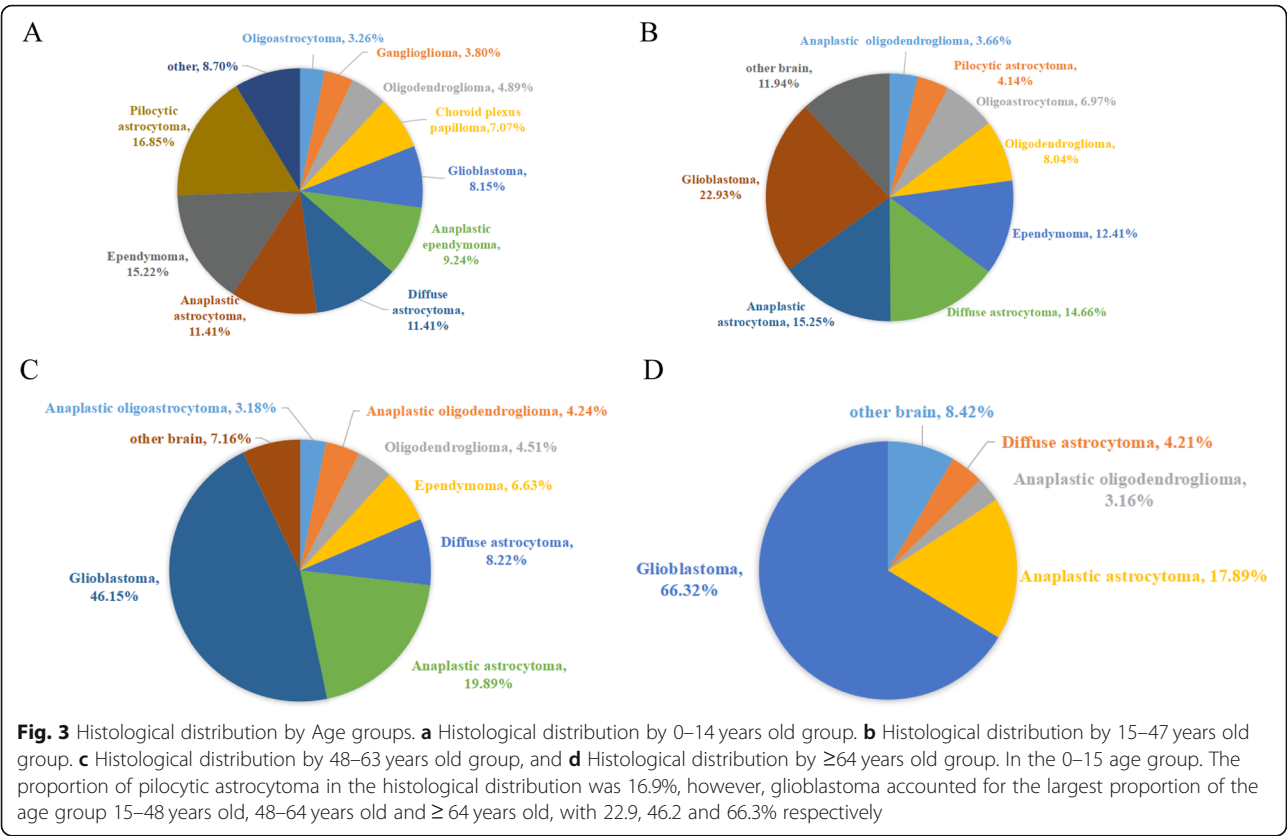 A
Oligoastrocytoma, 3.26%
Ganglioglioma, 3.80%
other, 8.70%
Oligodendroglioma, 4.89%
Choroid plexus
papilloma,7.07%
Pilocytic
astrocytoma,
16.85%
Glioblastoma,
8.15%
Anaplastic
ependymoma,
9.24%
Ependymoma,
15.22%
Anaplastic
astrocytoma,
11.41%
Diffuse
astrocytoma,
11.41%
B
Anaplastic oligodendroglioma, 3.66%
Pilocytic astrocytoma,
4.14%
other brain,
11.94%
Oligoastrocytoma, 6.97%
Oligodendroglioma,
8.04%
Glioblastoma,
22.93%
Ependymoma, 12.41%
Anaplastic
astrocytoma, 15.25%
Diffuse astrocytoma, 14.66%
C
Anaplastic oligoastrocytoma, 3.18%
Anaplastic oligodendroglioma, 4.24%
other brain, 7.16%
Oligodendroglioma, 4.51%
Ependymoma, 6.63%
Diffuse astrocytoma,
8.22%
Glioblastoma,
46.15%
Anaplastic astrocytoma,
19.89%
D
other brain, 8.42%
Diffuse astrocytoma, 4.21%
Anaplastic oligodendroglioma,
3.16%
Glioblastoma,
66.32%
Anaplastic astrocytoma, 17.89%
Fig. 3 Histological distribution by Age groups. a Histological distribution by 0–14 years old group. b Histological distribution by 15–47 years old
group. c Histological distribution by 48–63 years old group, and d Histological distribution by ≥64 years old group. In the 0–15 age group. The
proportion of pilocytic astrocytoma in the histological distribution was 16.9%, however, glioblastoma accounted for the largest proportion of the
age group 15–48 years old, 48–64 years old and ≥ 64 years old, with 22.9, 46.2 and 66.3% respectively